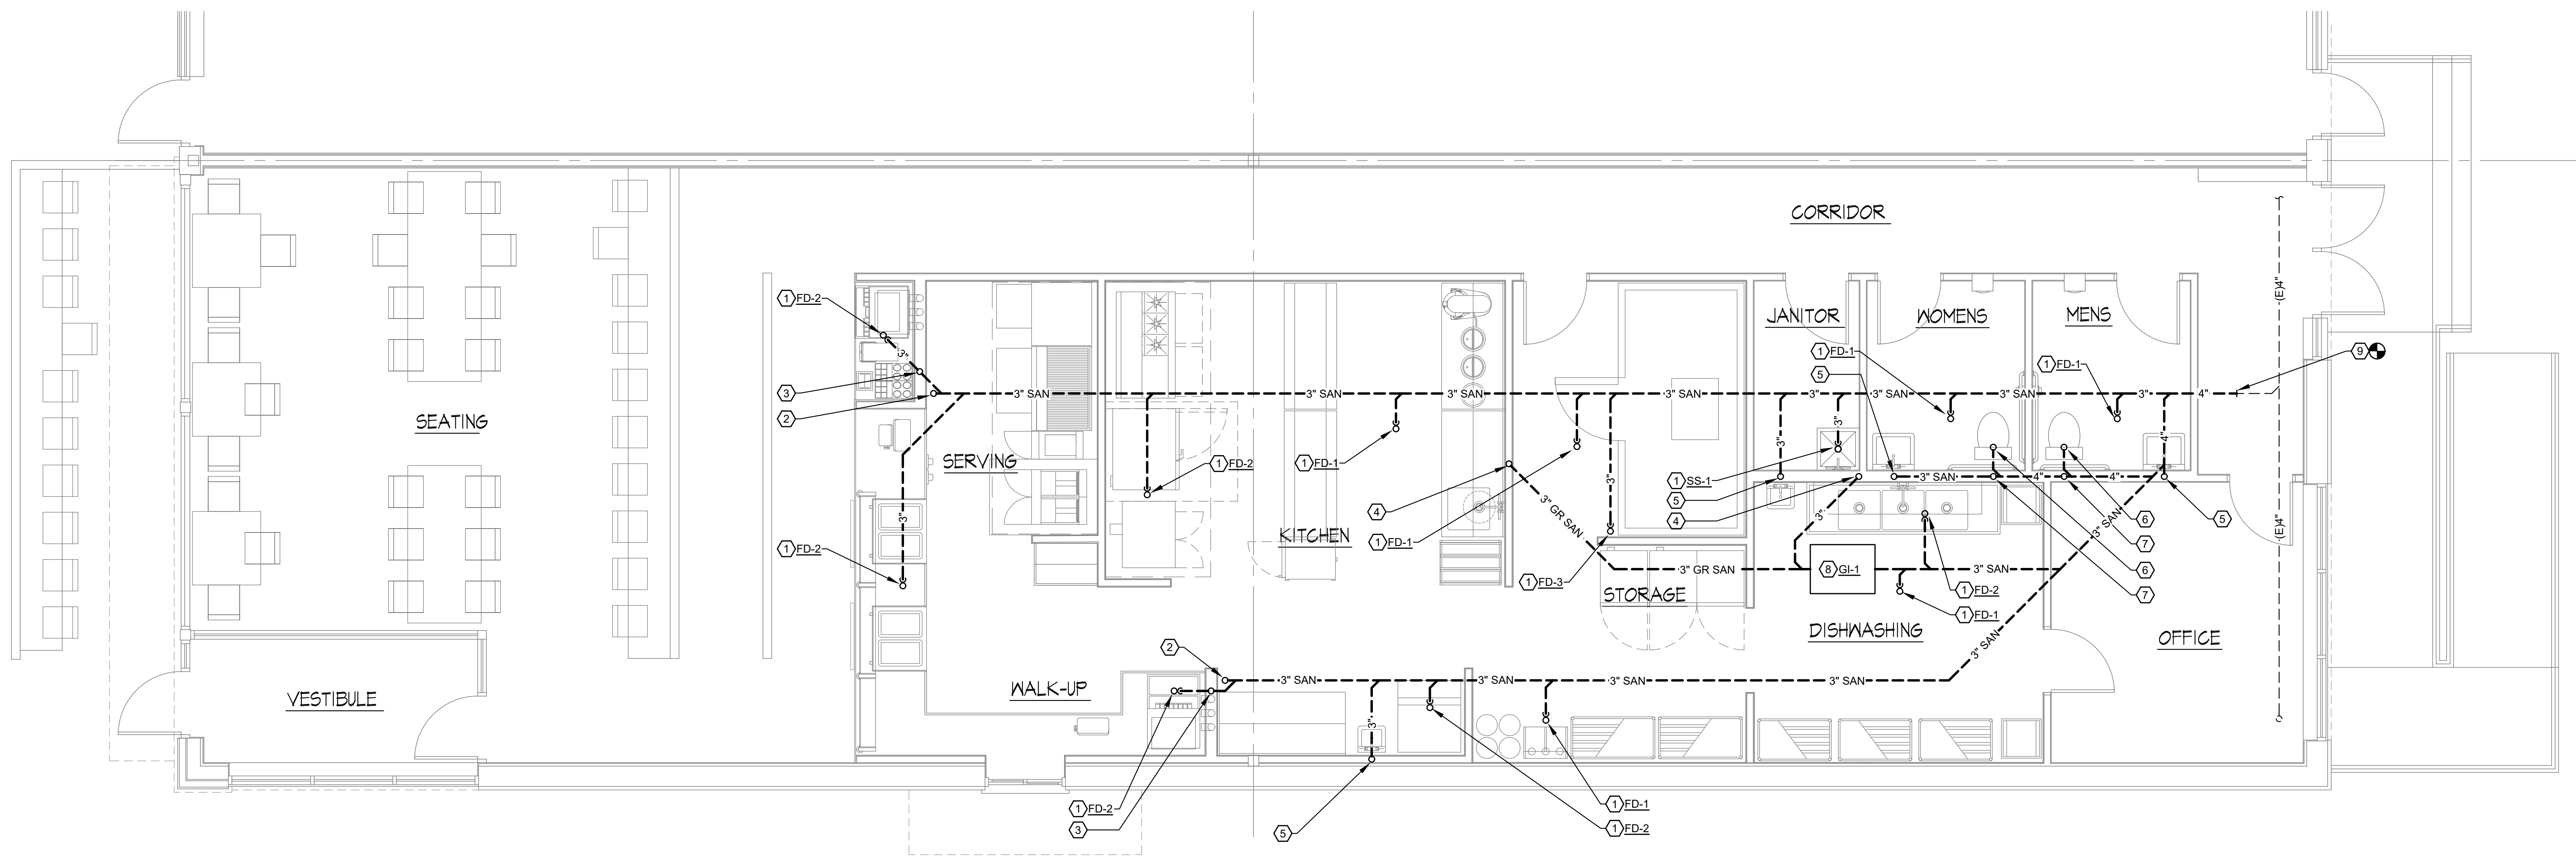 CORRIDOR
(E)4"
1 FD-2
JANITOR
WOMENS
MENS
3"
1 FD-1
1 FD-1
9
5
3
2
3" SAN
3" SAN
3" SAN
3" SAN
3"
3" SAN
3" SAN
3"
4"
SEATING
3"
4"
SERVING
1 FD-2
1 FD-1
4
3"
1 SS-1
5
4
3" SAN
4"
4"
3"
3" GR SAN
3"
3" SAN
6
5
KITCHEN
1 FD-1
7
1 FD-2
(E)4"
3" GR SAN
8 GI-1
3" SAN
6
1 FD-3
STORAGE
1 FD-2
7
1 FD-1
DISHWASHING
OFFICE
2
3" SAN
3" SAN
3" SAN
3" SAN
3" SAN
WALK-UP
VESTIBULE
3"
1 FD-2
3
5
1 FD-1
1 FD-2